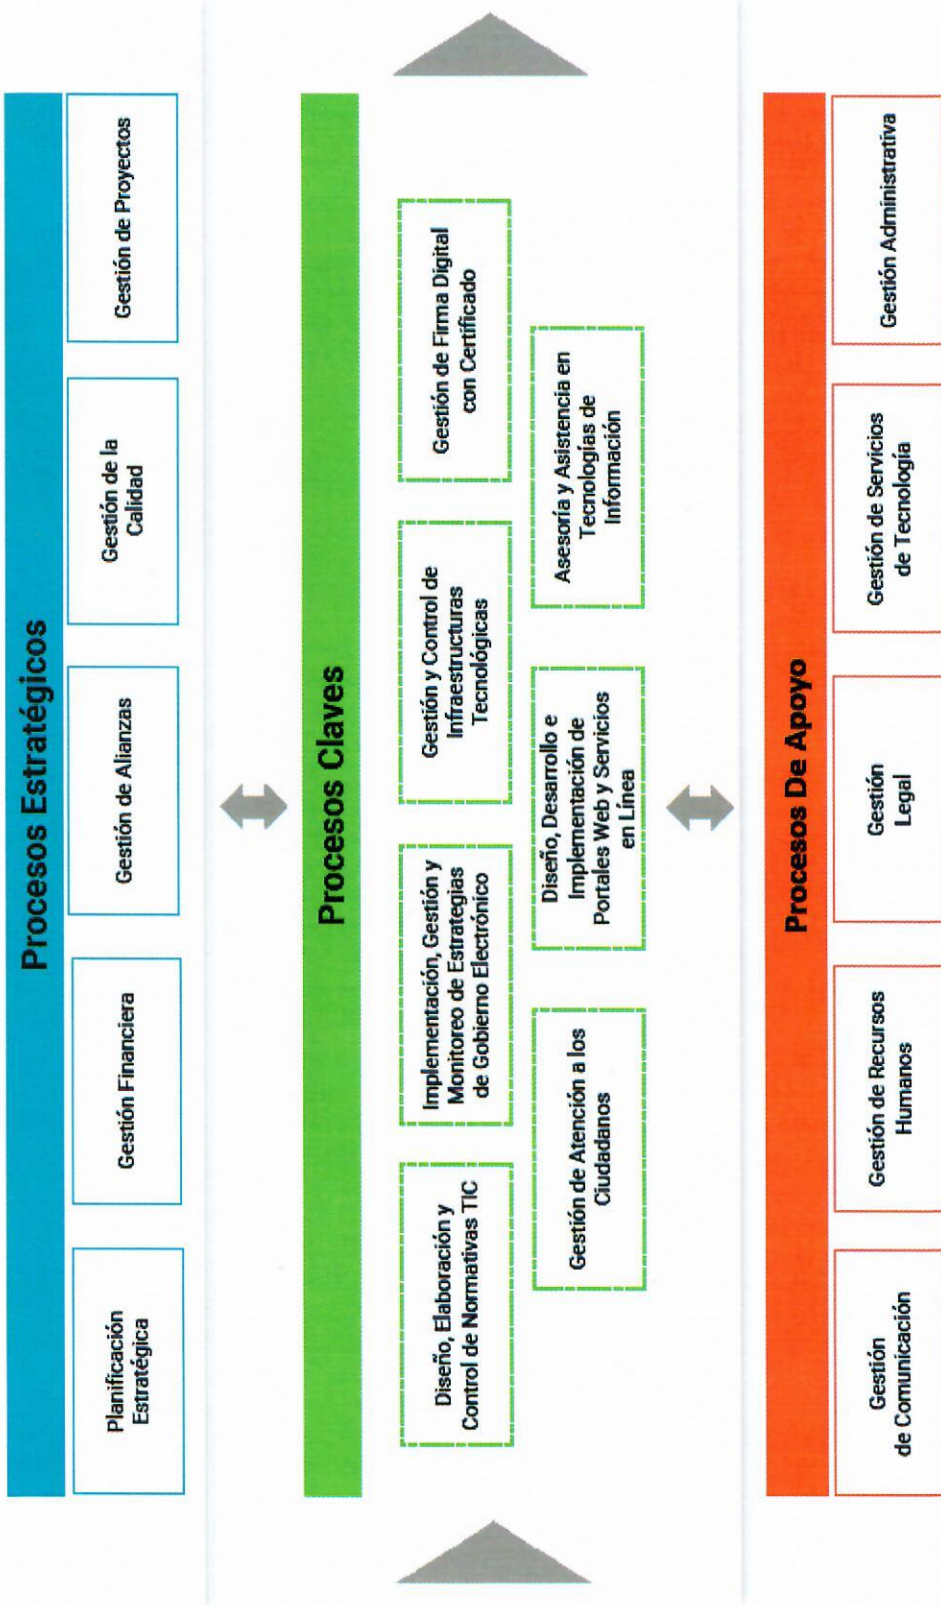 Procesos Estratégicos
Planificación
Estratégica
Gestión Financiera
Gestión de Alianzas
Gestión de la
Calidad
Gestión de Proyectos
Procesos Claves
Diseño, Elaboración y
Control de Normativas TIC
Implementación, Gestión y
Monitoreo de Estrategias
de Gobierno Electrónico
Gestión y Control de
Infraestructuras
Tecnológicas
Gestión de Firma Digital
con Certificado
Gestión de Atención a los
Ciudadanos
Diseño, Desarrollo e
Implementación de
Portales Web y Servicios
en Línea
Asesoría y Asistencia en
Tecnologías de
Información
Procesos De Apoyo
Gestión
de Comunicación
Gestión de Recursos
Humanos
Gestión
Legal
Gestión de Servicios
de Tecnología
Gestión Administrativa